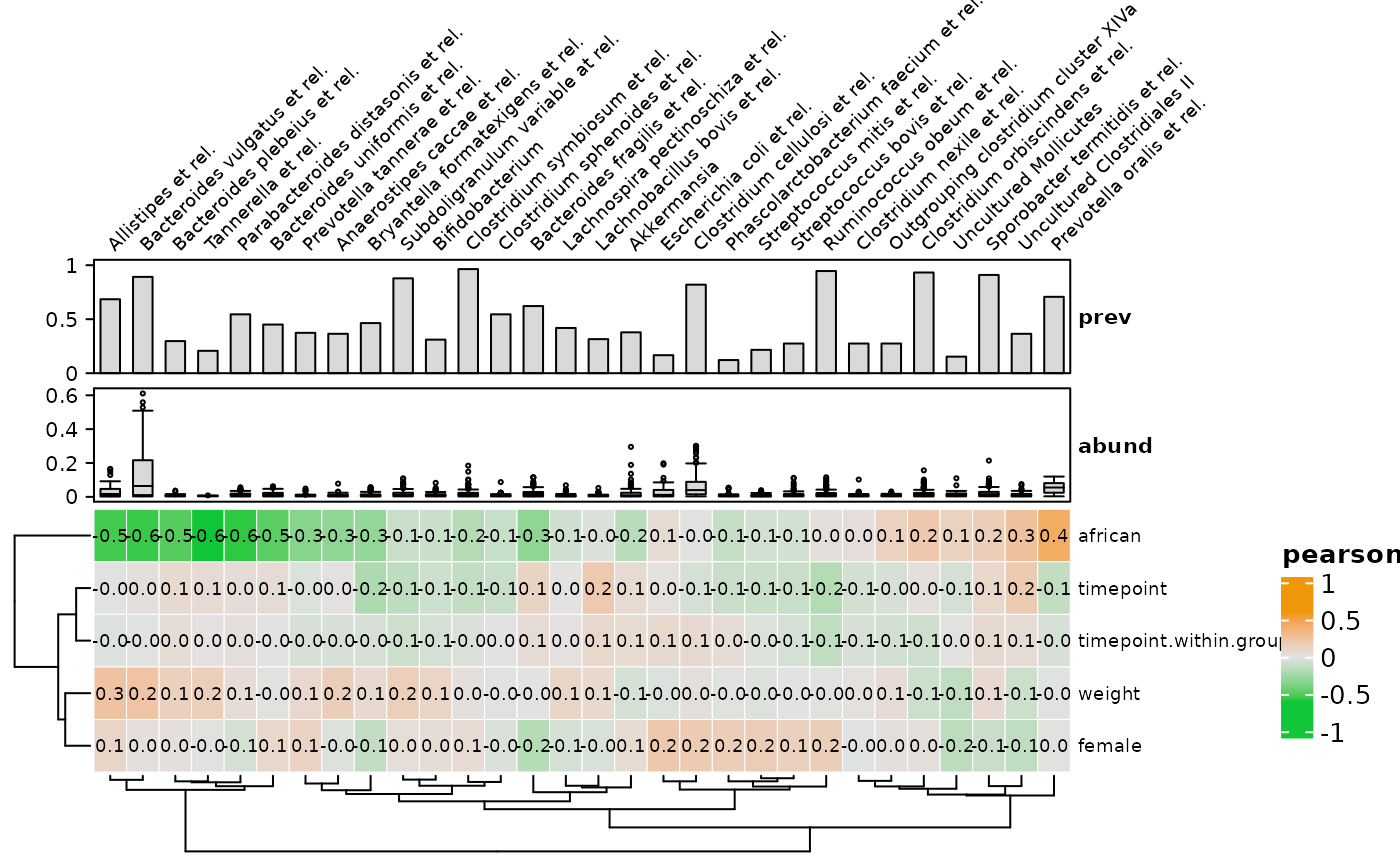 Allistipes et rel.
Bacteroides vulgatus et rel.
Bacteroides plebeius et rel.
Tannerella et rel.
Parabacteroides distasonis et rel.
Bacteroides uniformis et rel.
Prevotella tannerae et rel.
Anaerostipes caccae et rel.
Bryantella formatexigens et rel.
Subdoligranulum variable at rel.
Bifidobacterium
Clostridium symbiosum et rel.
Clostridium sphenoides et rel.
Bacteroides fragilis et rel.
Lachnospira pectinoschiza et rel.
Lachnobacillus bovis et rel.
Akkermansia
Escherichia coli et rel.
Clostridium cellulosi et rel.
Phascolarctobacterium faecium et rel.
Streptococcus mitis et rel.
Streptococcus bovis et rel.
Ruminococcus obeum et rel.
Clostridium nexile et rel.
Outgrouping clostridium cluster XIVa
Clostridium orbiscindens et rel.
Uncultured Mollicutes
Sporobacter termitidis et rel.
Uncultured Clostridiales II
Prevotella oralis et rel.
1
0.5
0
prev
0.6
0.4
0.2
0
abund
-0.5 -0.6 -0.5 -0.6 -0.6 -0.5 -0.3 -0.3 -0.3 -0.1 -0.1 -0.2 -0.1 -0.3 -0.1 -0.0 -0.2 0.1 -0.0 -0.1 -0.1 -0.1 0.0 0.0 0.1 0.2 0.1 0.2 0.3 0.4 african
-0.0 0.0 0.1 0.1 0.0 0.1 -0.0 0.0 -0.2 -0.1 -0.1 -0.1 -0.1 0.1 0.0 0.2 0.1 0.0 -0.1 -0.1 -0.1 -0.1 -0.2 -0.1 -0.0 0.0 -0.1 0.1 0.2 -0.1 timepoint
-0.0 -0.0 0.0 0.0 0.0 -0.0 -0.0 -0.0 -0.0 -0.1 -0.1 -0.0 0.0 0.1 0.0 0.1 0.1 0.1 0.1 0.0 -0.0 -0.1 -0.1 -0.1 -0.1 -0.1 0.0 0.1 0.1 -0.0 timepoint.within.group
0.3 0.2 0.1 0.2 0.1 -0.0 0.1 0.2 0.1 0.2 0.1 0.0 -0.0 -0.0 0.1 0.1 -0.1 -0.0 0.0 -0.0 -0.0 -0.0 -0.0 0.0 0.1 -0.1 -0.1 0.1 -0.1 -0.0 weight
0.1 0.0 0.0 -0.0 -0.1 0.1 0.1 -0.0 -0.1 0.0 0.0 0.1 -0.0 -0.2 -0.1 -0.0 0.1 0.2 0.2 0.2 0.2 0.1 0.2 -0.0 0.0 0.0 -0.2 -0.1 -0.1 0.0 female
pearson
1
0.5
0
-0.5
-1